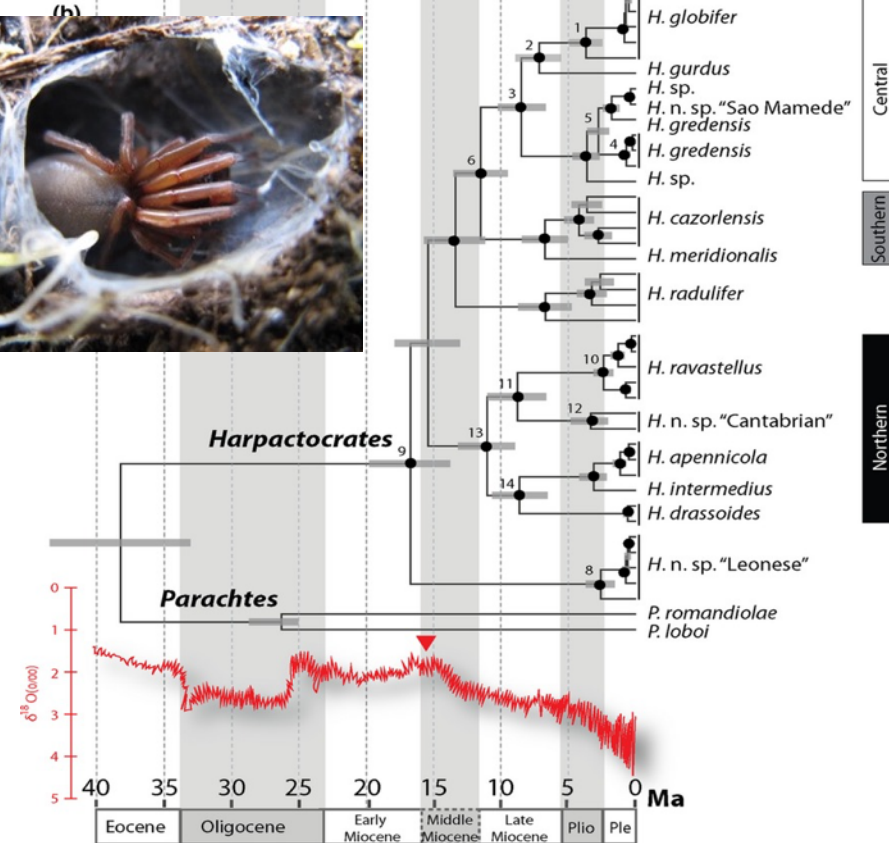 (b)
1
H. globifer
2
H. gurdus
H. sp.
3
H. n. sp. “Sao Mamede”
5
H. gredensis
4
H. gredensis
6
H. sp.
Central
H. cazorlensis
H. meridionalis
Southern
H. radulifer
10
H. ravastellus
11
12
H. n. sp. “Cantabrian”
Harpactocrates
13
9
H. apennicola
14
H. intermedius
H. drassoides
Northern
8
H. n. sp. “Leonese”
Parachtes
P. romandiolae
P. loboi
0
1
2
3
4
5
δ18 O(0/00)
40 35 30 25 20 15 10 5 0 Ma
Eocene Oligocene Early Miocene Middle Miocene Late Miocene Plio Ple